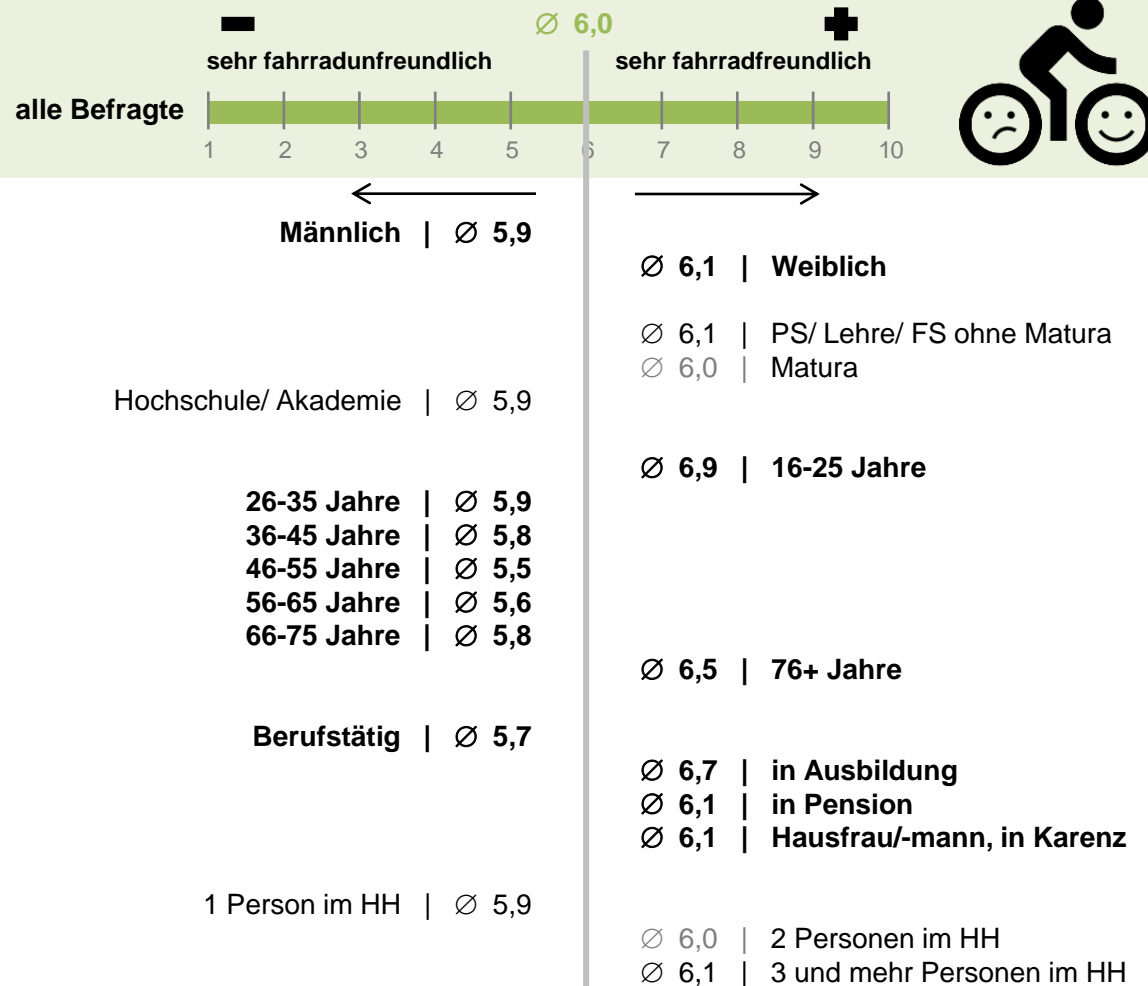 Ø 6,0
sehr fahrradunfreundlich sehr fahrradfreundlich
alle Befragte
1 2 3 4 5 6 7 8 9 10
Männlich | Ø 5,9
Ø 6,1 | Weiblich
Ø 6,1 | PS/ Lehre/ FS ohne Matura
Ø 6,0 | Matura
Hochschule/ Akademie | Ø 5,9
Ø 6,9 | 16-25 Jahre
26-35 Jahre | Ø 5,9
36-45 Jahre | Ø 5,8
46-55 Jahre | Ø 5,5
56-65 Jahre | Ø 5,6
66-75 Jahre | Ø 5,8
Ø 6,5 | 76+ Jahre
Berufstätig | Ø 5,7
Ø 6,7 | in Ausbildung
Ø 6,1 | in Pension
Ø 6,1 | Hausfrau/-mann, in Karenz
1 Person im HH | Ø 5,9
Ø 6,0 | 2 Personen im HH
Ø 6,1 | 3 und mehr Personen im HH